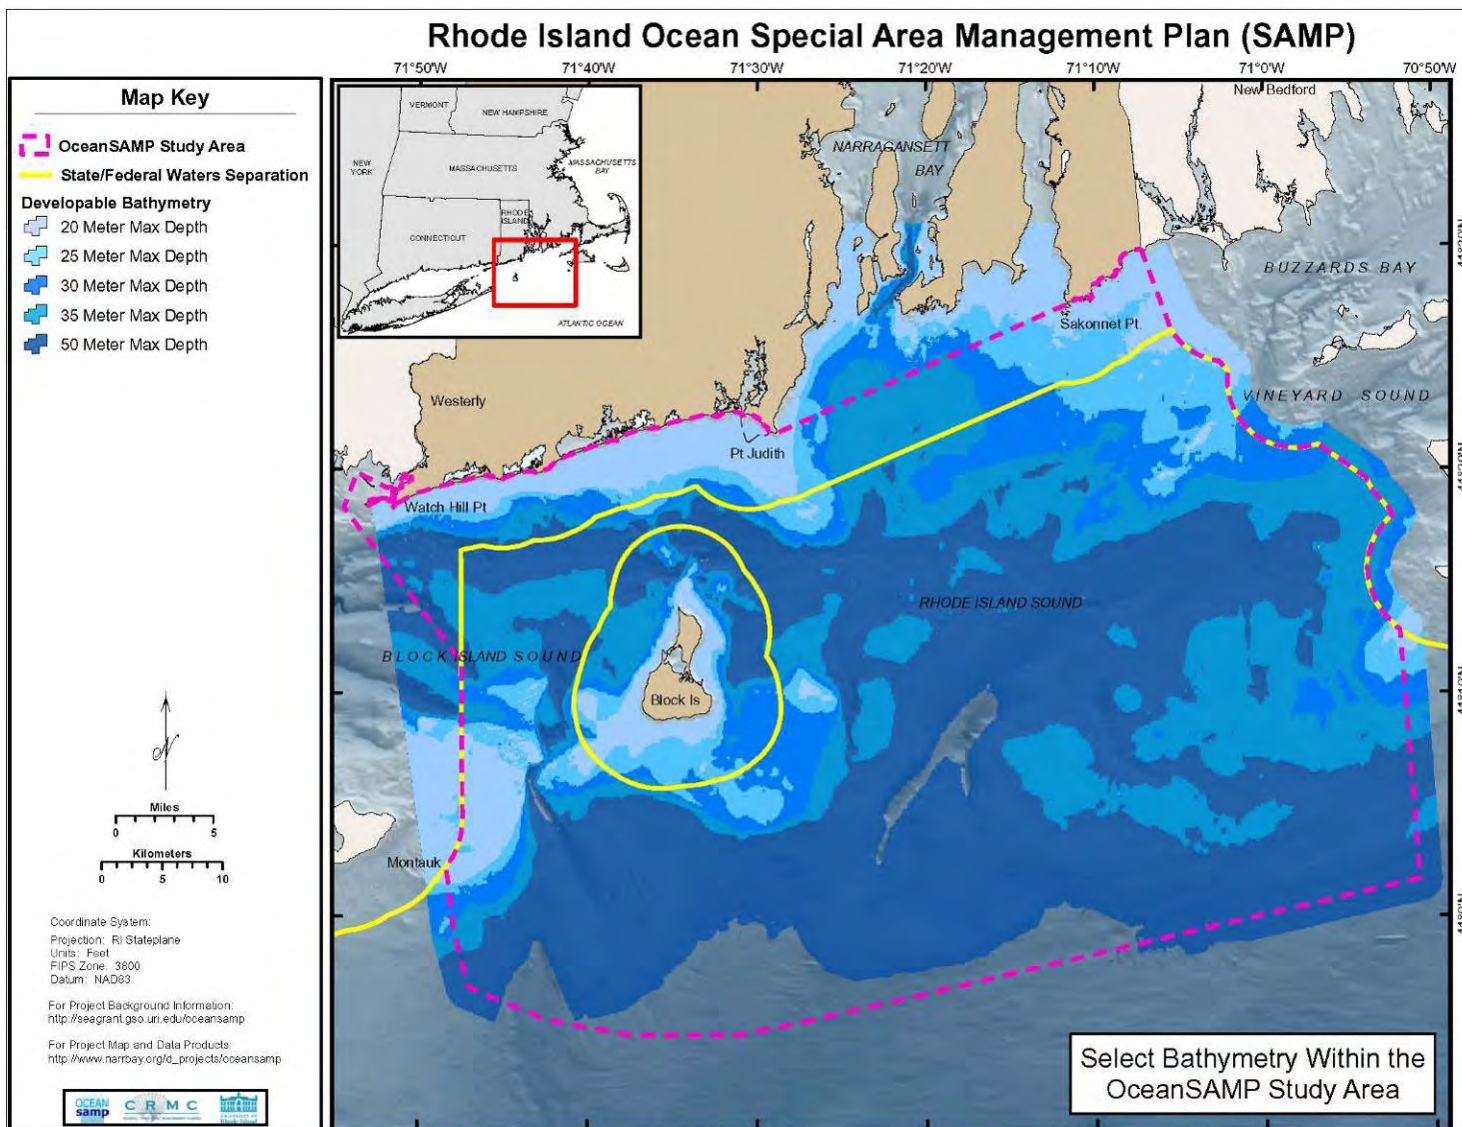 Rhode Island Ocean Special Area Management Plan (SAMP)
71°50'W 71°40'W 71°30'W 71°20'W 71°10'W 71°0'W 70°50'W
Map Key
OceanSAMP Study Area
State/Federal Waters Separation
Developable Bathymetry
20 Meter Max Depth
25 Meter Max Depth
30 Meter Max Depth
35 Meter Max Depth
50 Meter Max Depth
N
Miles
0 5
Kilometers
0 5 10
Coordinate System:
Projection: RI Stateplane
Units: Feet
FIPS Zone: 3800
Datum: NAD83
For Project Background Information:
http://seagrant.gso.uri.edu/oceansamp
For Project Map and Data Products:
http://www.narrbay.org/d_projects/oceansamp
OCEAN
samp
CRMC
VERMONT
NEW HAMPSHIRE
NEW
YORK
MASSACHUSETTS
MASSACHUSETTS
BAY
RHODE
ISLAND
CONNECTICUT
ATLANTIC OCEAN
New Bedford
NARRAGANSETT
BAY
BUZZARDS BAY
Sakonnet Pt.
Westerly
VINEYARD SOUND
Pt Judith
Watch Hill Pt
RHODE ISLAND SOUND
BLOCK ISLAND SOUND
Block Is
Montauk
Select Bathymetry Within the
OceanSAMP Study Area